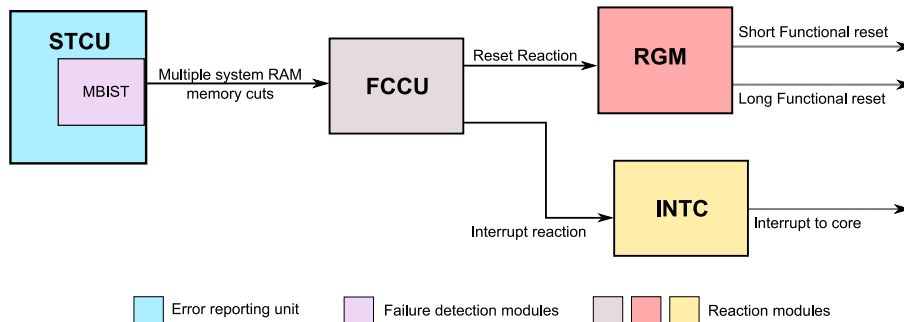 STCU
MBIST
Multiple system RAM
memory cuts
FCCU
Reset Reaction
RGM
Short Functional reset
Long Functional reset
Interrupt reaction
INTC
Interrupt to core
Error reporting unit
Failure detection modules
Reaction modules